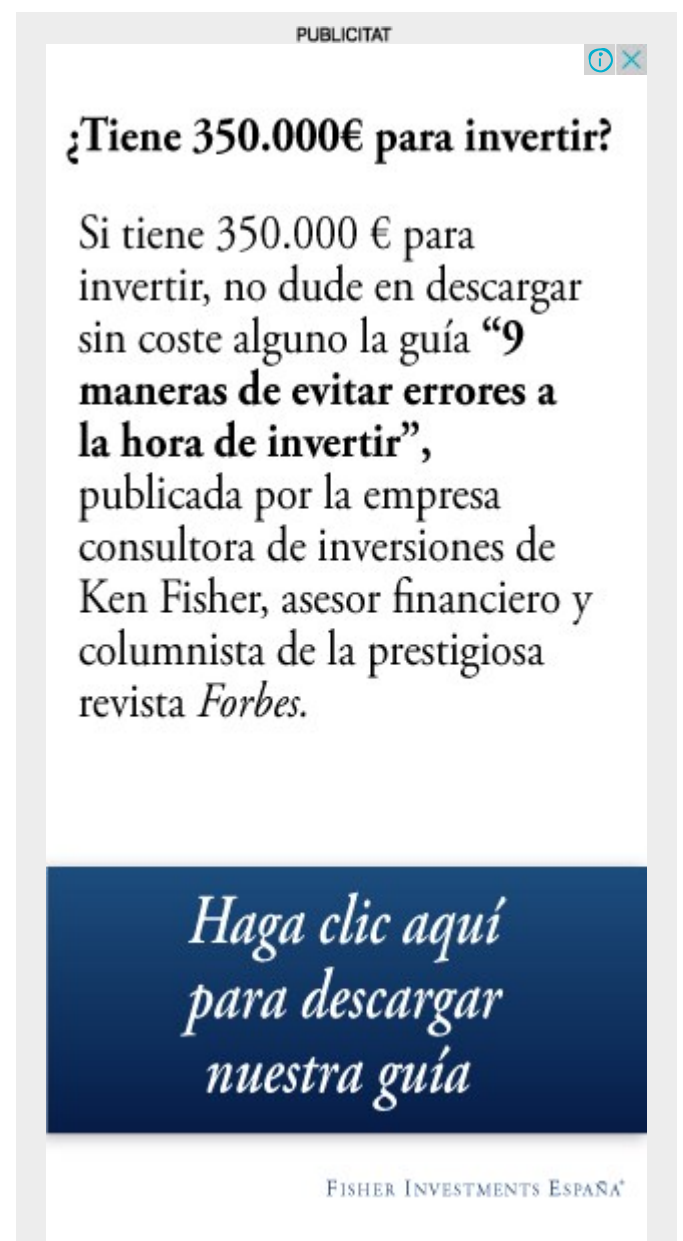 PUBLICITAT
¿Tiene 350.000€ para invertir?
Si tiene 350.000 € para
invertir, no dude en descargar
sin coste alguno la guía “9
maneras de evitar errores a
la hora de invertir”,
publicada por la empresa
consultora de inversiones de
Ken Fisher, asesor financiero y
columnista de la prestigiosa
revista Forbes.
Haga clic aquí
para descargar
nuestra guía
Fisher Investments España